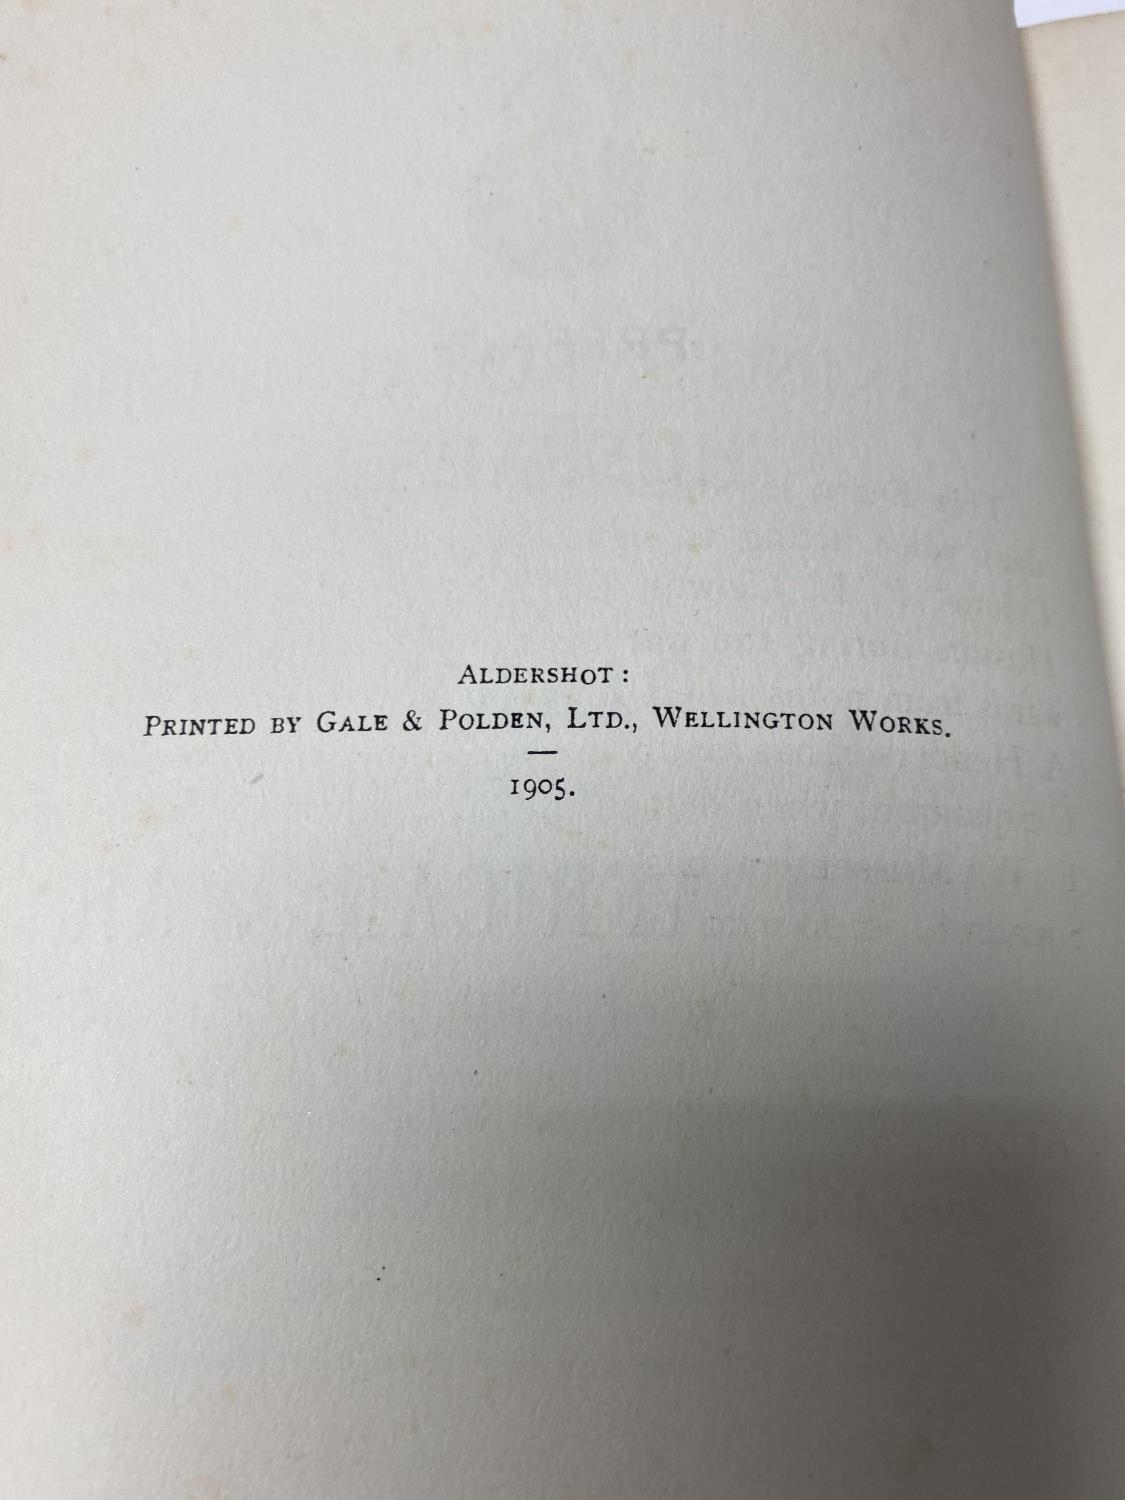 Aldershot:
Printed by Gale & Polden, Ltd., Wellington Works.
—
1905.